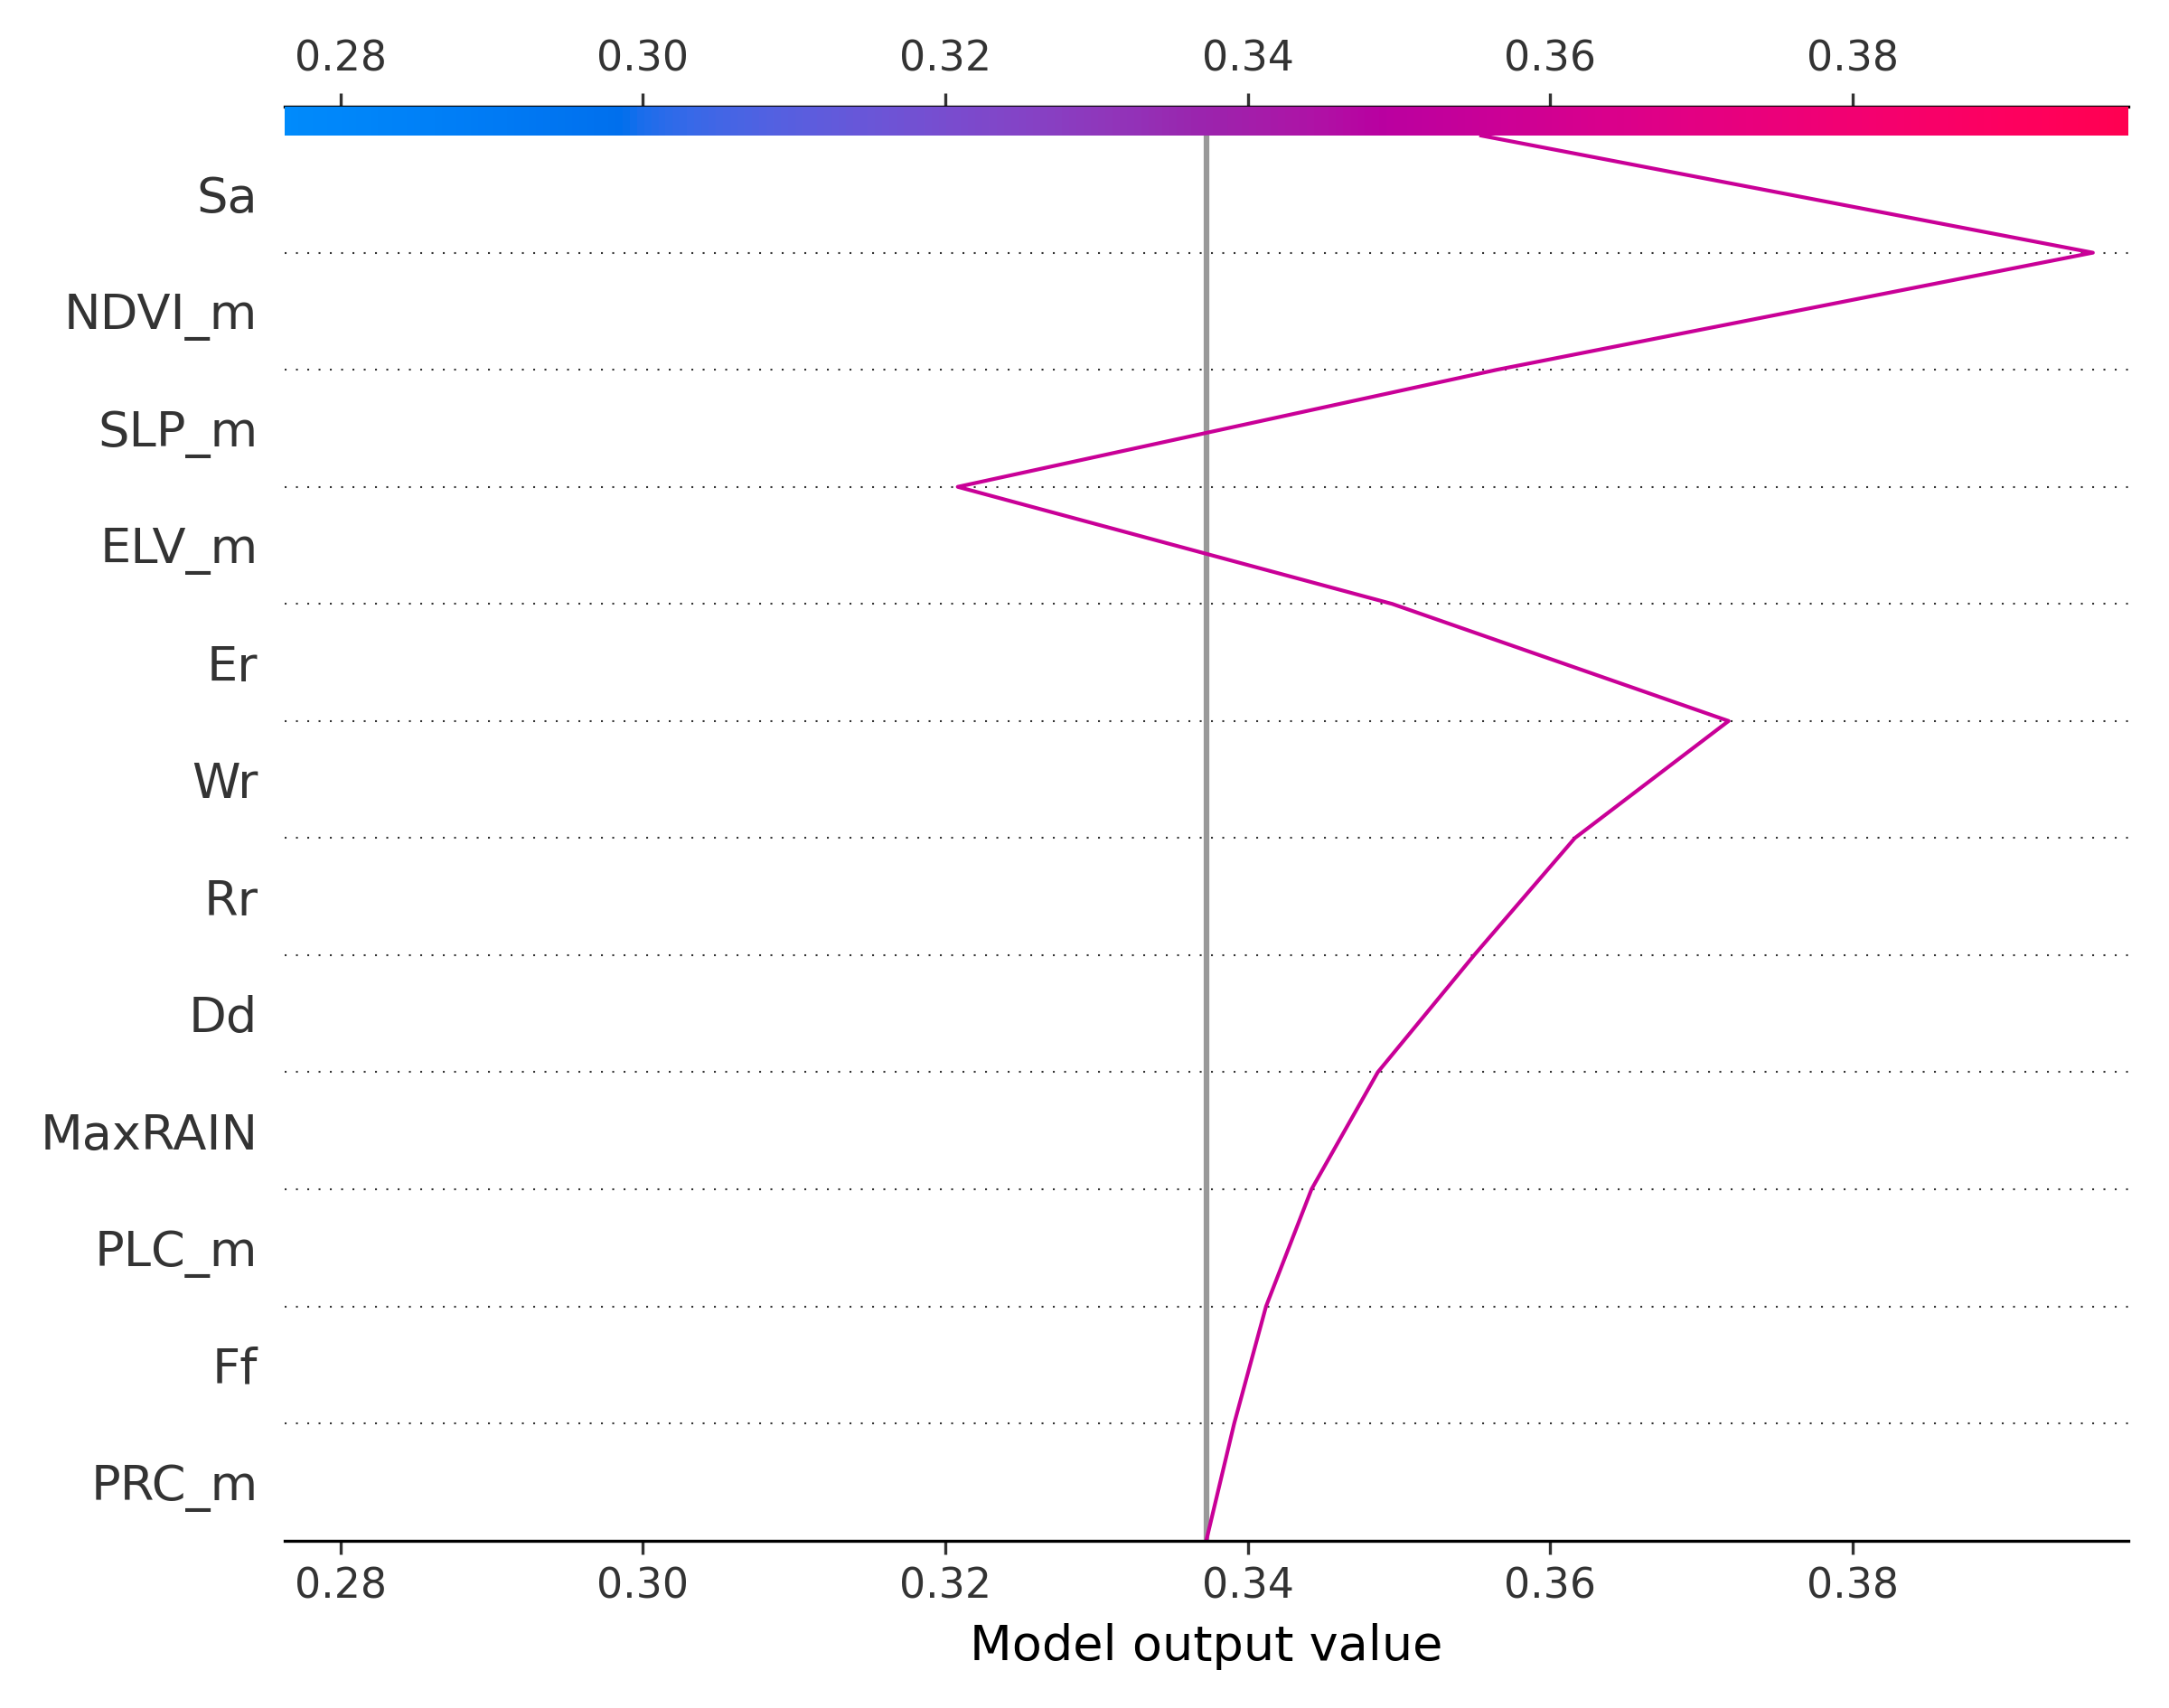 0.28 0.30 0.32 0.34 0.36 0.38
Sa
NDVI_m
SLP_m
ELV_m
Er
Wr
Rr
Dd
MaxRAIN
PLC_m
Ff
PRC_m
0.28 0.30 0.32 0.34 0.36 0.38
Model output value